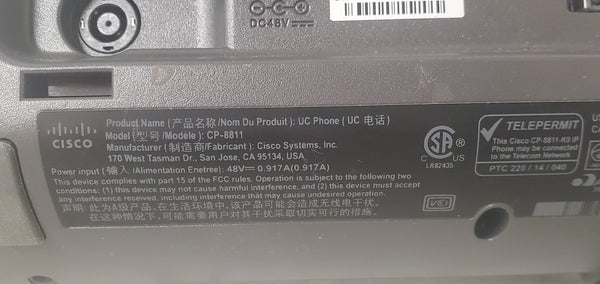 DC48V
CISCO
Product Name (产品名称/Nom Du Produit): UC Phone ( UC 电话)
Model (型号/Modèle): CP-8811
Manufacturer (制造商/Fabricant): Cisco Systems, Inc.
170 West Tasman Dr., San Jose, CA 95134, USA
Power input (输入 /Alimentation Enetree): 48V⎓ 0.917A(0.917A)
This device complies with part 15 of the FCC rules. Operation is subject to the following two
conditions: (1) this device may not cause harmful interference, and (2) this device must accept
any interference received, including interference that may cause undesired operation.
声明: 此为A级产品, 在生活环境中, 该产品可能会造成无线电干扰。
在这种情况下, 可能需要用户对其干扰采取切实可行的措施。
SA
C US
LR82435
VCI
TELEPERMIT
This Cisco CP-8811-K9 IP
Phone may be connected
to the Telecom Network
PTC 220 / 14 / 040
US
CA